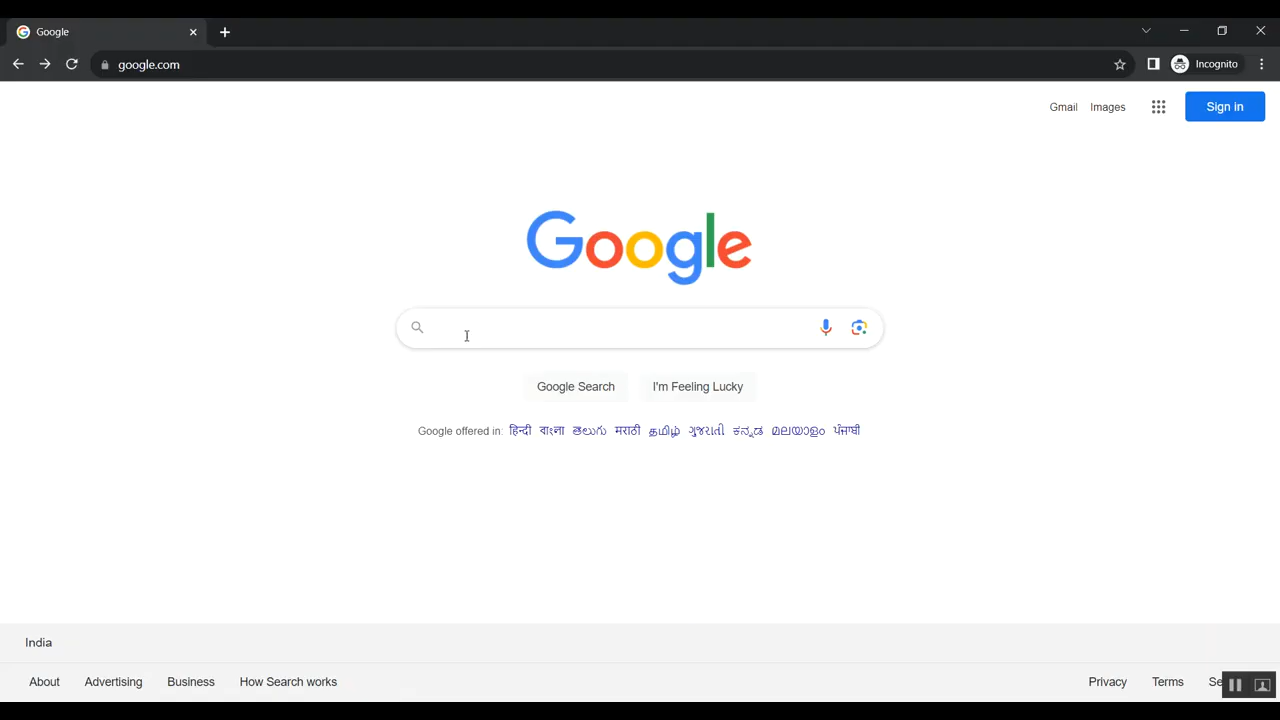 Google
google.com
Incognito
Gmail Images
Sign in
Google
Google Search I'm Feeling Lucky
Google offered in: हिन्दी বাংলা తెలుగు मराठी தமிழ் ગુજરાતી ಕನ್ನಡ മലയാളം ਪੰਜਾਬੀ
India
About Advertising Business How Search works
Privacy Terms Se